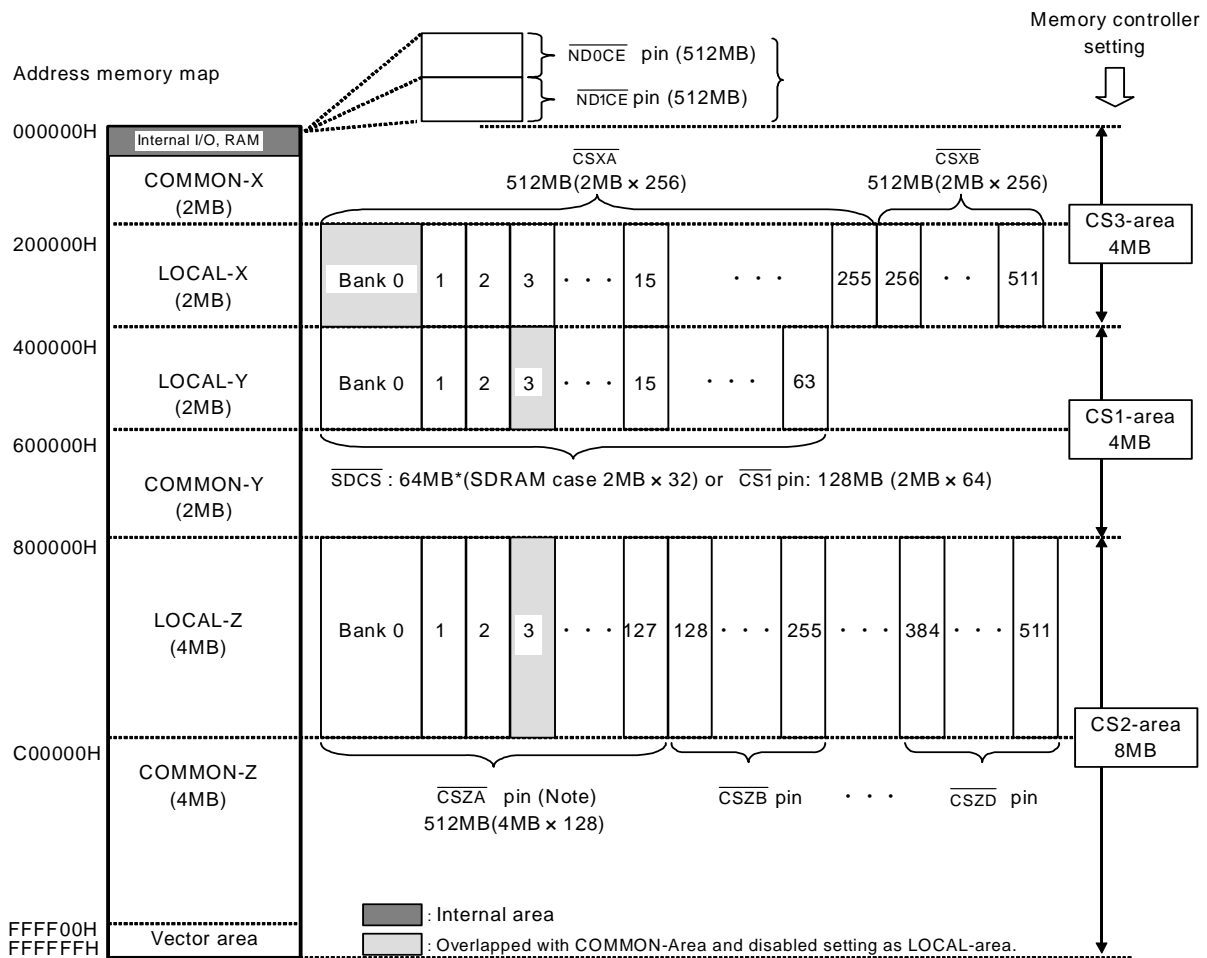 Memory controller
setting
Address memory map
ND0CE pin (512MB)
ND1CE pin (512MB)
000000H
Internal I/O, RAM
COMMON-X
(2MB)
CSXA
512MB(2MB × 256)
CSXB
512MB(2MB × 256)
CS3-area
4MB
200000H
LOCAL-X
(2MB)
Bank 0 1 2 3 · · · 15 · · · 255 256 · · 511
400000H
LOCAL-Y
(2MB)
Bank 0 1 2 3 · · · 15 · · · 63
CS1-area
4MB
600000H
COMMON-Y
(2MB)
SDCS : 64MB*(SDRAM case 2MB × 32) or CS1 pin: 128MB (2MB × 64)
800000H
LOCAL-Z
(4MB)
Bank 0 1 2 3 · · · 127 128 · · · 255 · · · 384 · · · 511
CS2-area
8MB
C00000H
COMMON-Z
(4MB)
CSZA pin (Note)
512MB(4MB × 128)
CSZB pin · · · CSZD pin
: Internal area
FFFF00H
FFFFFFH
Vector area
: Overlapped with COMMON-Area and disabled setting as LOCAL-area.